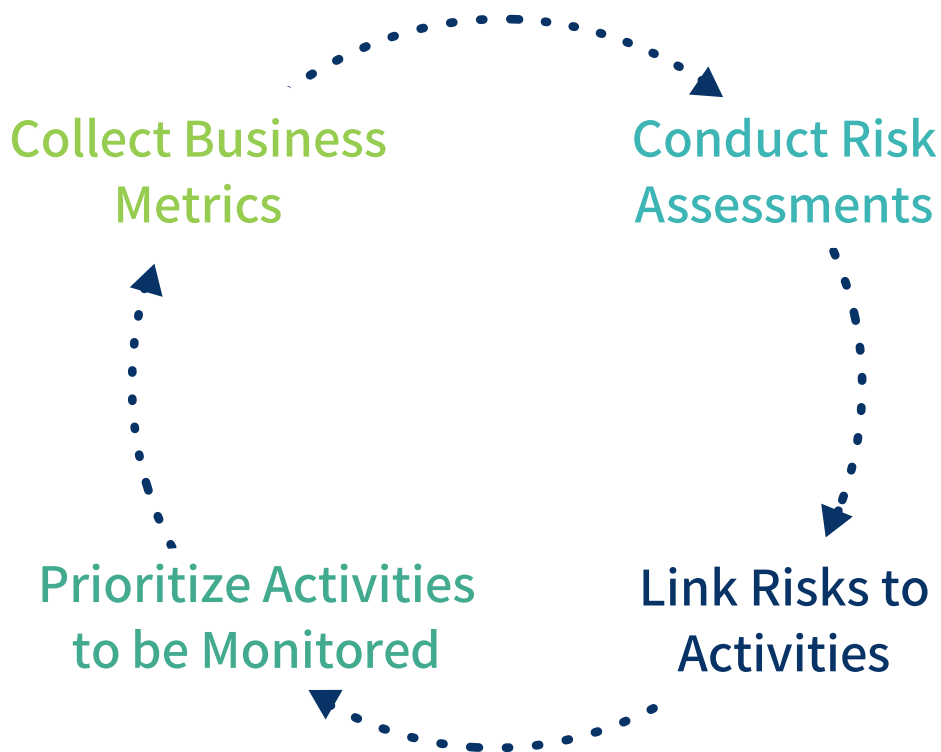 Collect Business
Metrics
Conduct Risk
Assessments
Link Risks to
Activities
Prioritize Activities
to be Monitored